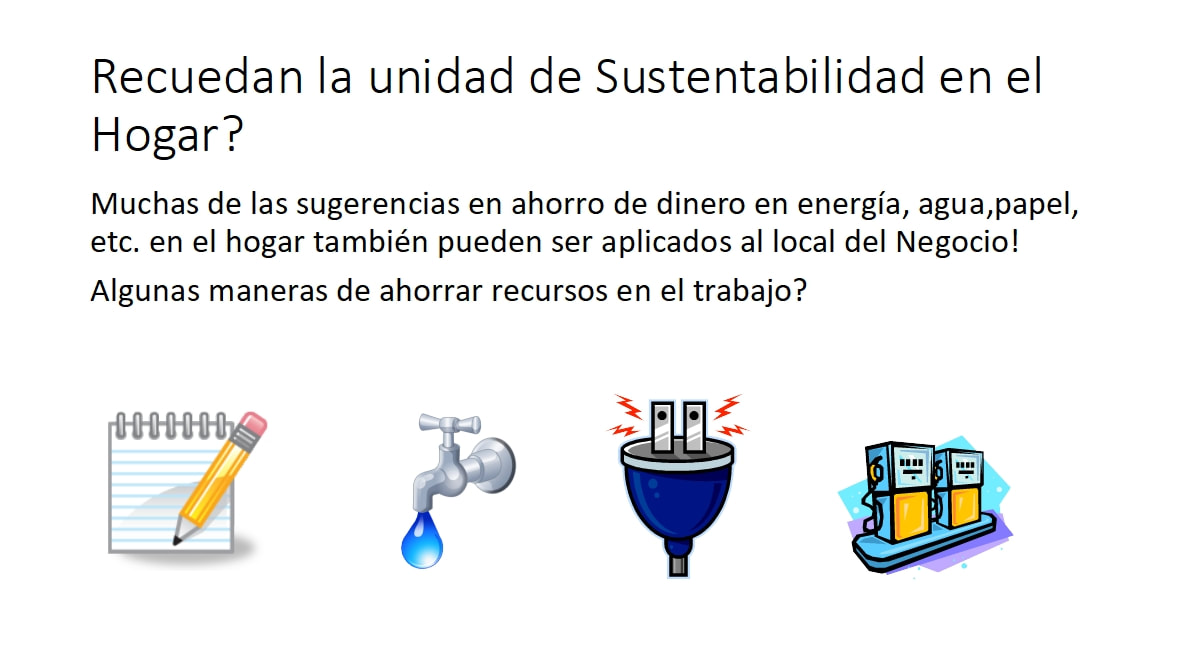 Recuedan la unidad de Sustentabilidad en el
Hogar?
Muchas de las sugerencias en ahorro de dinero en energía, agua,papel,
etc. en el hogar también pueden ser aplicados al local del Negocio!
Algunas maneras de ahorrar recursos en el trabajo?